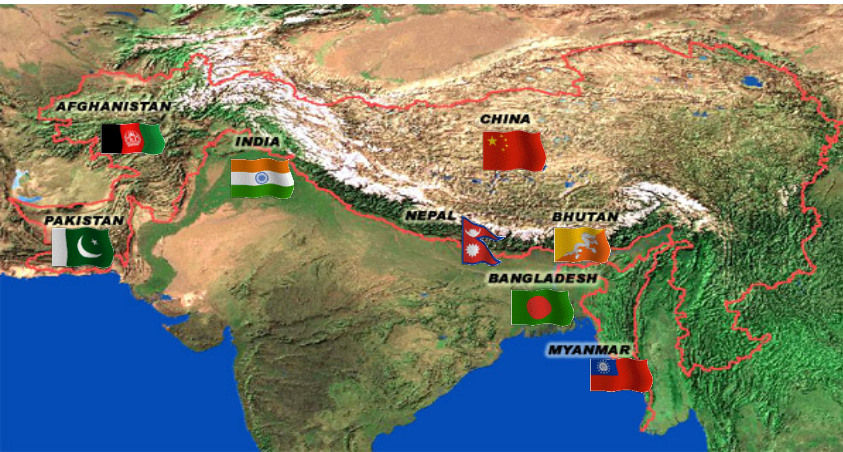 AFGHANISTAN
CHINA
INDIA
PAKISTAN
NEPAL
BHUTAN
BANGLADESH
MYANMAR